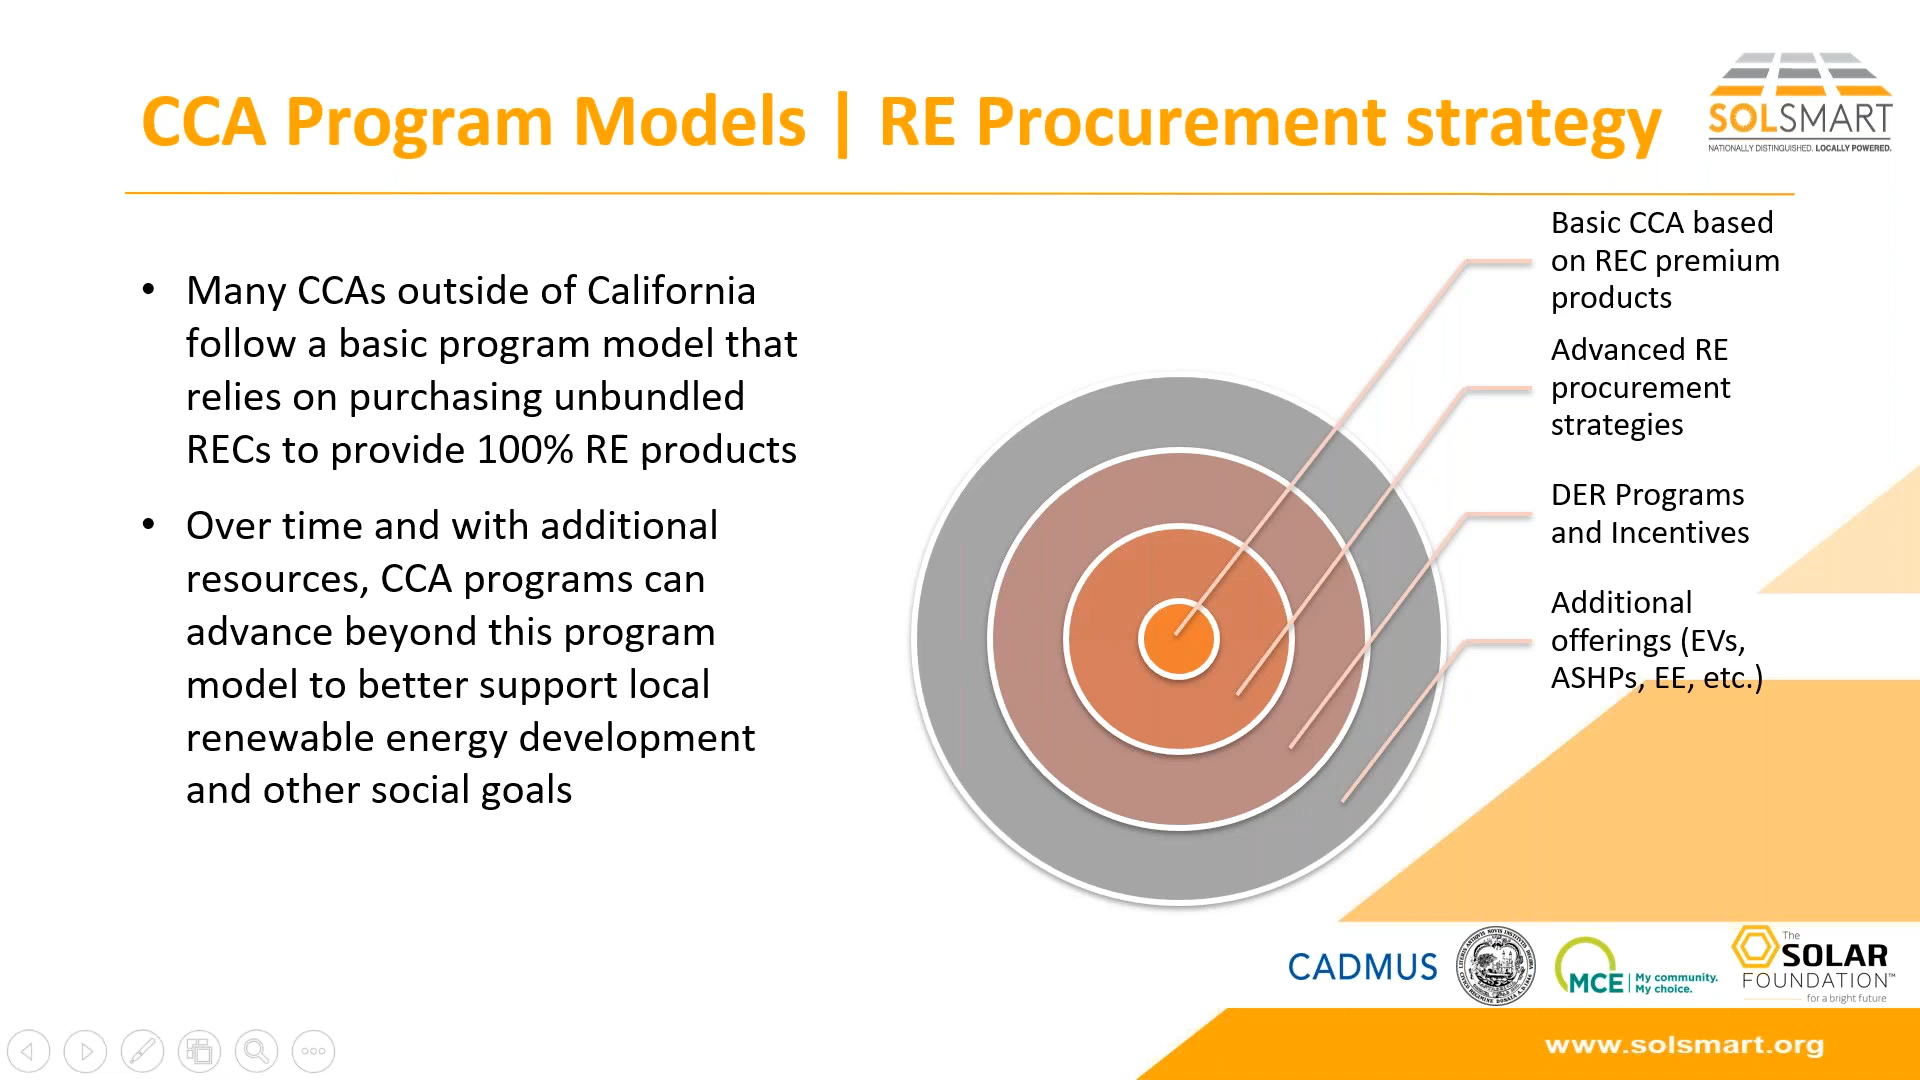 CCA Program Models | RE Procurement strategy
SOLSMART
NATIONALLY DISTINGUISHED. LOCALLY POWERED.
• Many CCAs outside of California
follow a basic program model that
relies on purchasing unbundled
RECs to provide 100% RE products
• Over time and with additional
resources, CCA programs can
advance beyond this program
model to better support local
renewable energy development
and other social goals
Basic CCA based
on REC premium
products
Advanced RE
procurement
strategies
DER Programs
and Incentives
Additional
offerings (EVs,
ASHPs, EE, etc.)
CADMUS
MCE
My community.
My choice.
The
SOLAR
FOUNDATION™
for a bright future
www.solsmart.org